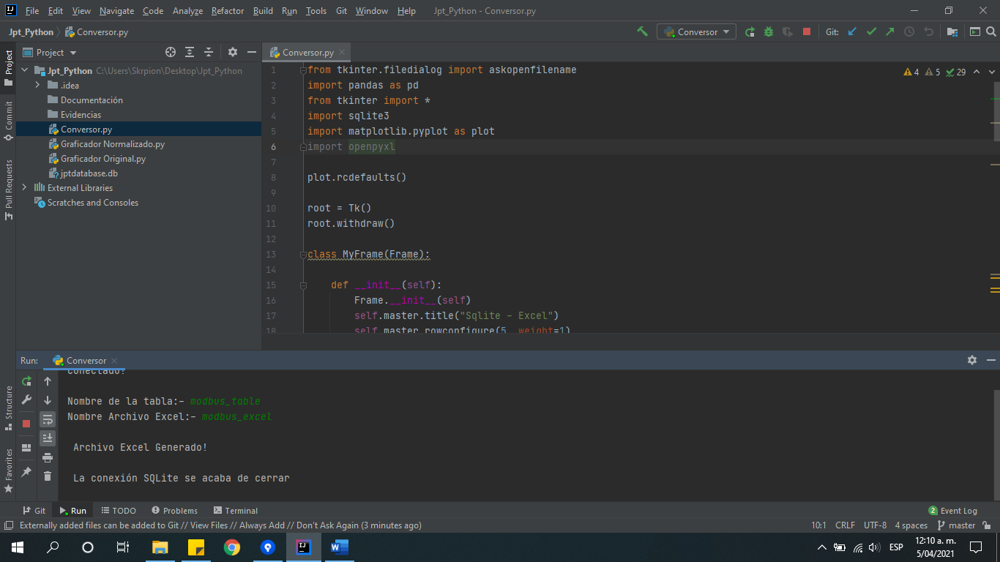 File Edit View Navigate Code Analyze Refactor Build Run Tools Git Window Help Jpt_Python - Conversor.py
Jpt_Python Conversor.py Conversor Git:
Project
Project
Commit
Pull Requests
Structure
Favorites
Jpt_Python C:\Users\Skrpion\Desktop\Jpt_Python
.idea
Documentación
Evidencias
Conversor.py
Graficador Normalizado.py
Graficador Original.py
jptdatabase.db
External Libraries
Scratches and Consoles
Conversor.py
4 5 29
1 from tkinter.filedialog import askopenfilename
2 import pandas as pd
3 from tkinter import *
4 import sqlite3
5 import matplotlib.pyplot as plot
6 import openpyxl
7
8 plot.rcdefaults()
9
10 root = Tk()
11 root.withdraw()
12
13 class MyFrame(Frame):
14
15 def __init__(self):
16 Frame.__init__(self)
17 self.master.title("Sqlite - Excel")
18 self.master.rowconfigure(5, weight=1)
Run: Conversor
conectado!
Nombre de la tabla:- modbus_table
Nombre Archivo Excel:- modbus_excel
Archivo Excel Generado!
La conexión SQLite se acaba de cerrar
Git Run TODO Problems Terminal 2 Event Log
Externally added files can be added to Git // View Files // Always Add // Don't Ask Again (3 minutes ago) 10:1 CRLF UTF-8 4 spaces master
ESP 12:10 a. m.
5/04/2021